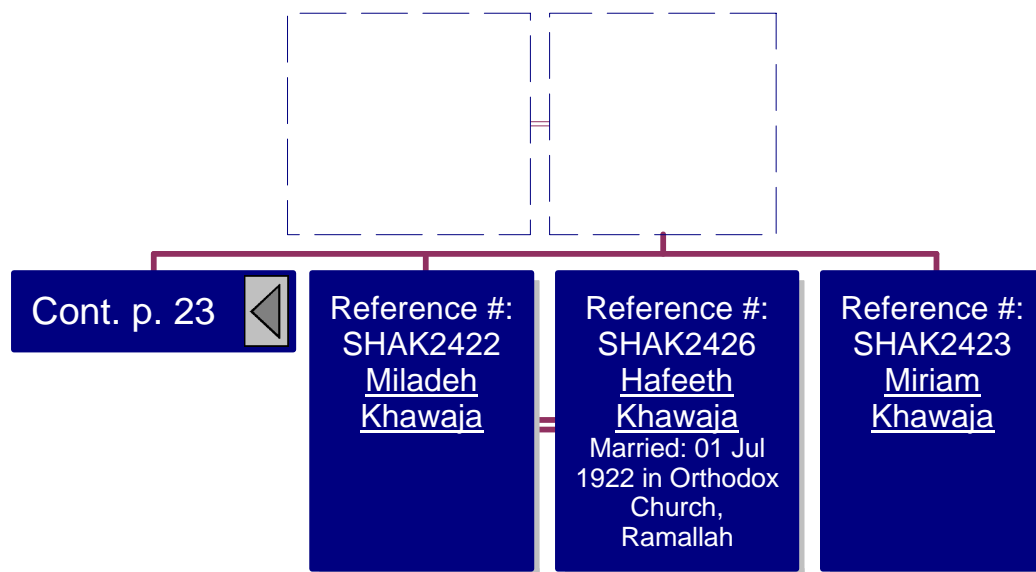 Cont. p. 23
Reference #:
SHAK2422
Miladeh
Khawaja
Reference #:
SHAK2426
Hafeeth
Khawaja
Married: 01 Jul
1922 in Orthodox
Church,
Ramallah
Reference #:
SHAK2423
Miriam
Khawaja